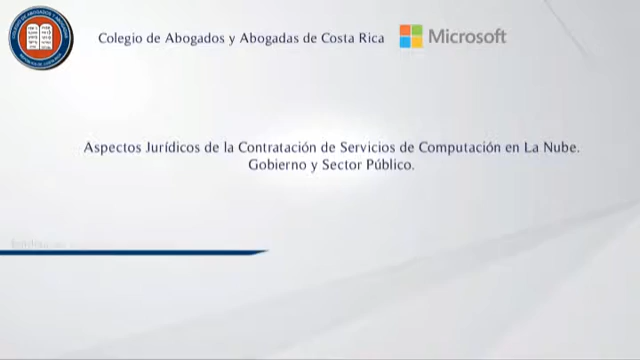 Colegio de Abogados y Abogadas de Costa Rica
Microsoft
Aspectos Jurídicos de la Contratación de Servicios de Computación en La Nube.
Gobierno y Sector Público.